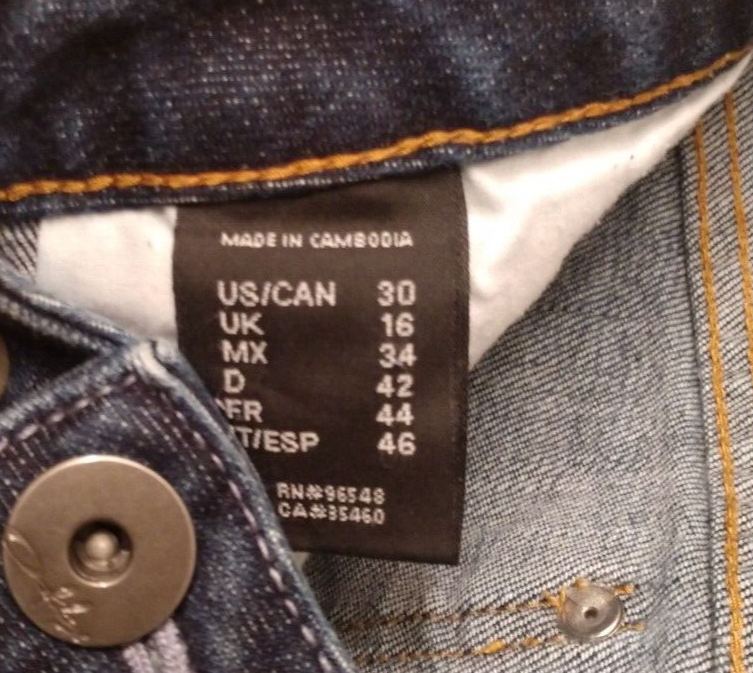 MADE IN CAMBODIA
US/CAN 30
UK 16
MX 34
D 42
FR 44
T/ESP 46
RN#96548
CA#35460